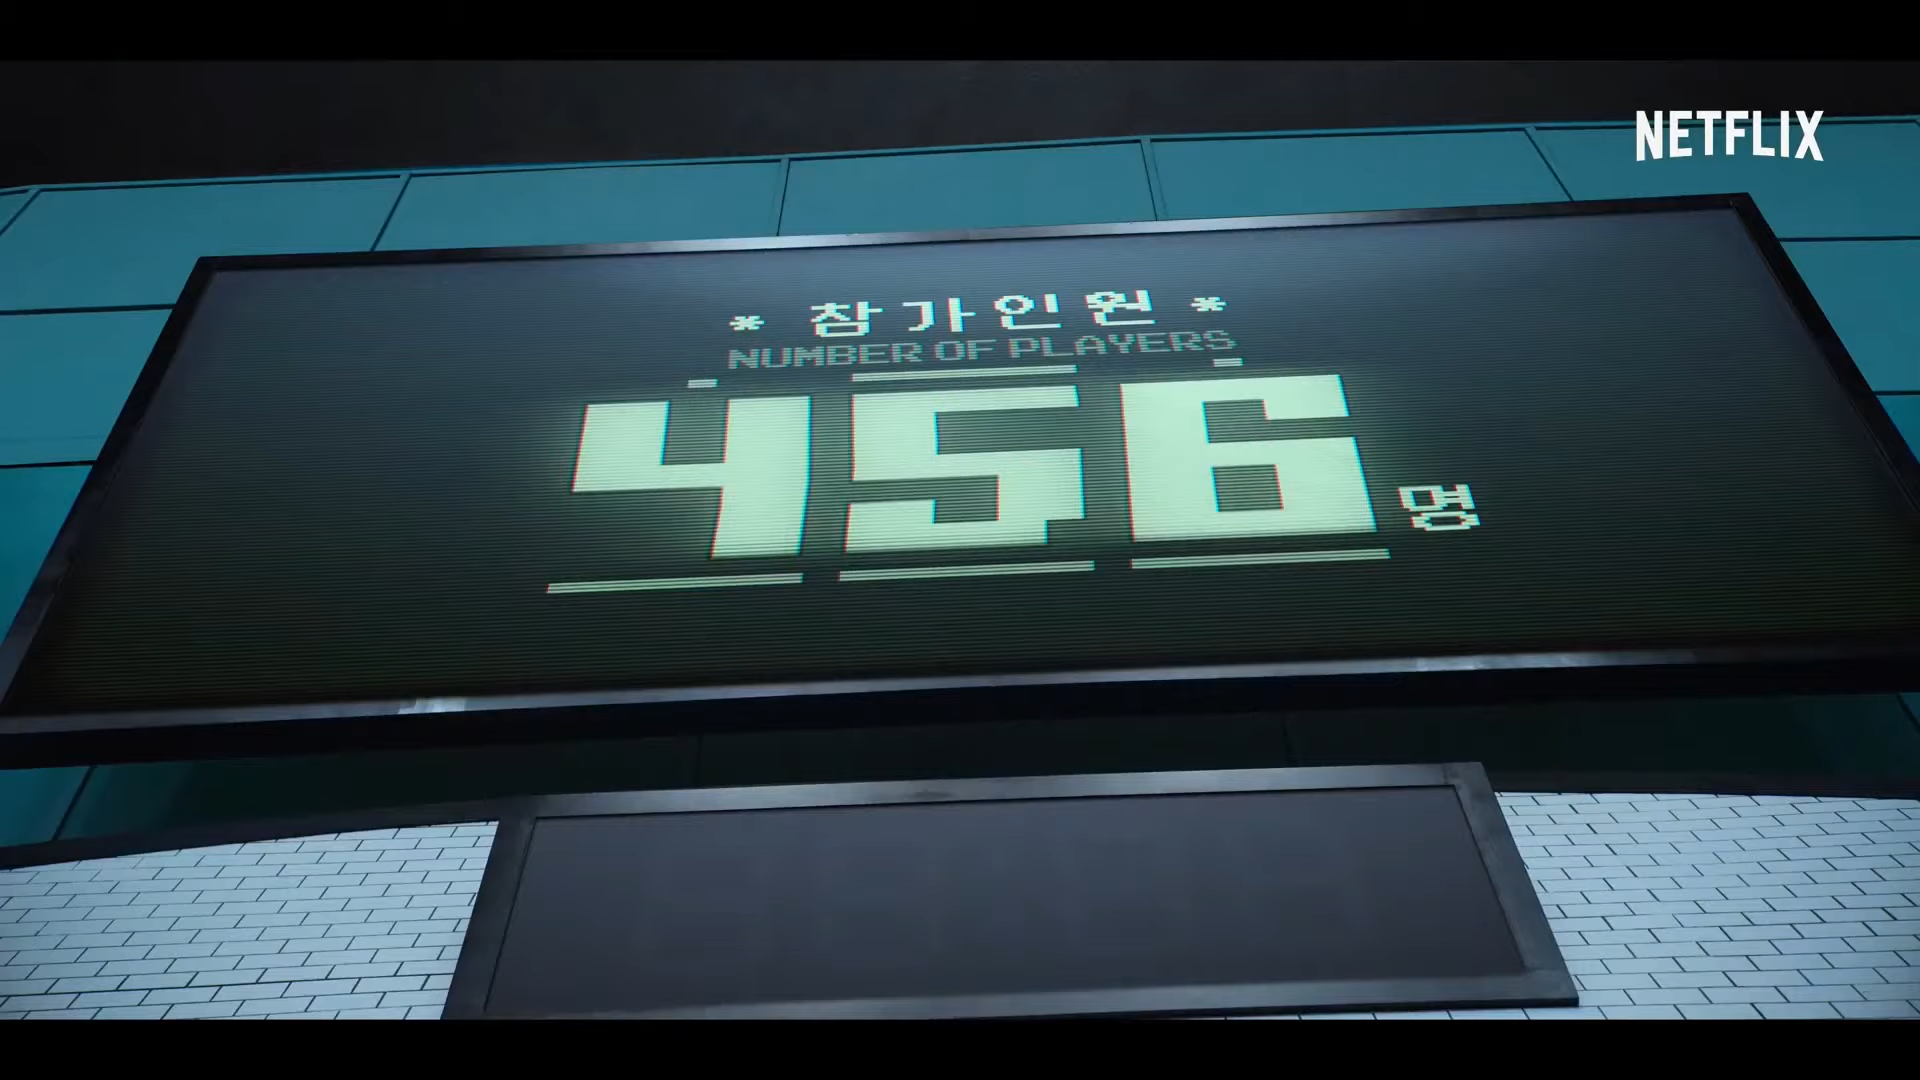 NETFLIX
* 참가인원 *
NUMBER OF PLAYERS
456명